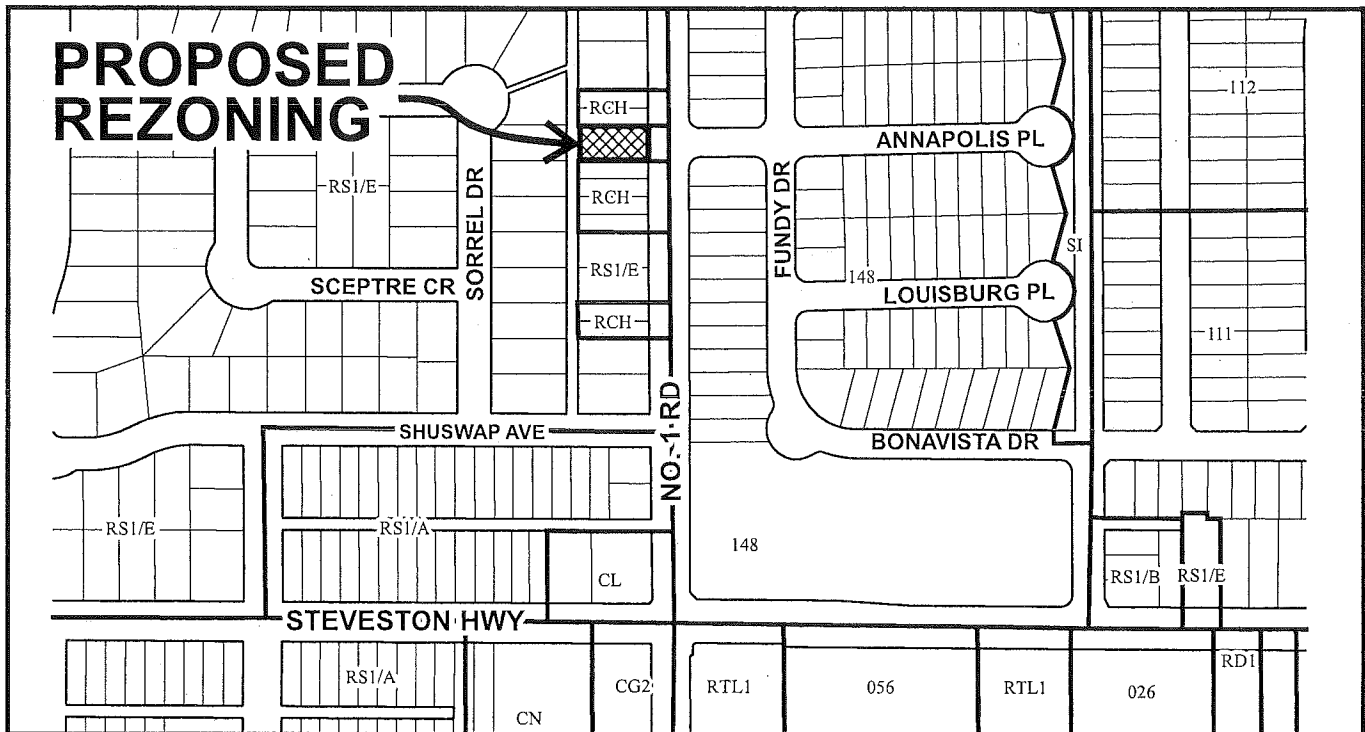 PROPOSED
REZONING
RCH
ANNAPOLIS PL
112
RS1/E
SORREL DR
RCH
FUNDY DR
SI
SCEPTRE CR
RS1/E
148
LOUISBURG PL
RCH
111
NO. 1 RD
SHUSWAP AVE
BONAVISTA DR
RS1/E
RS1/A
148
CL
RS1/B
RS1/E
STEVESTON HWY
RS1/A
CG2
RTL1
056
RTL1
026
RD1
CN